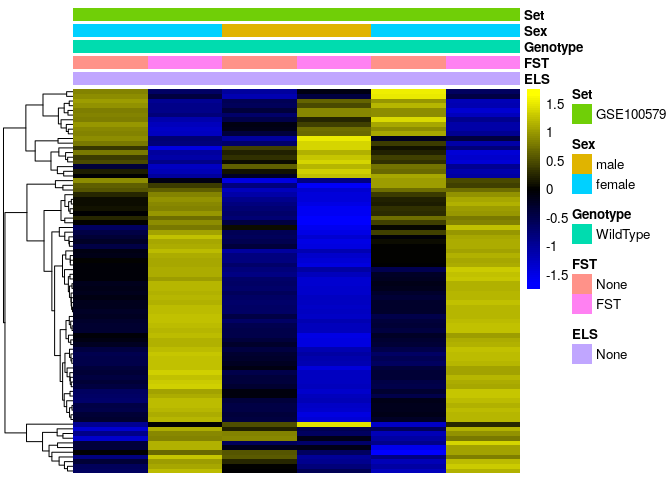 Set
Sex
Genotype
FST
ELS
1.5
1
0.5
0
-0.5
-1
-1.5
Set
GSE100579
Sex
male
female
Genotype
WildType
FST
None
FST
ELS
None